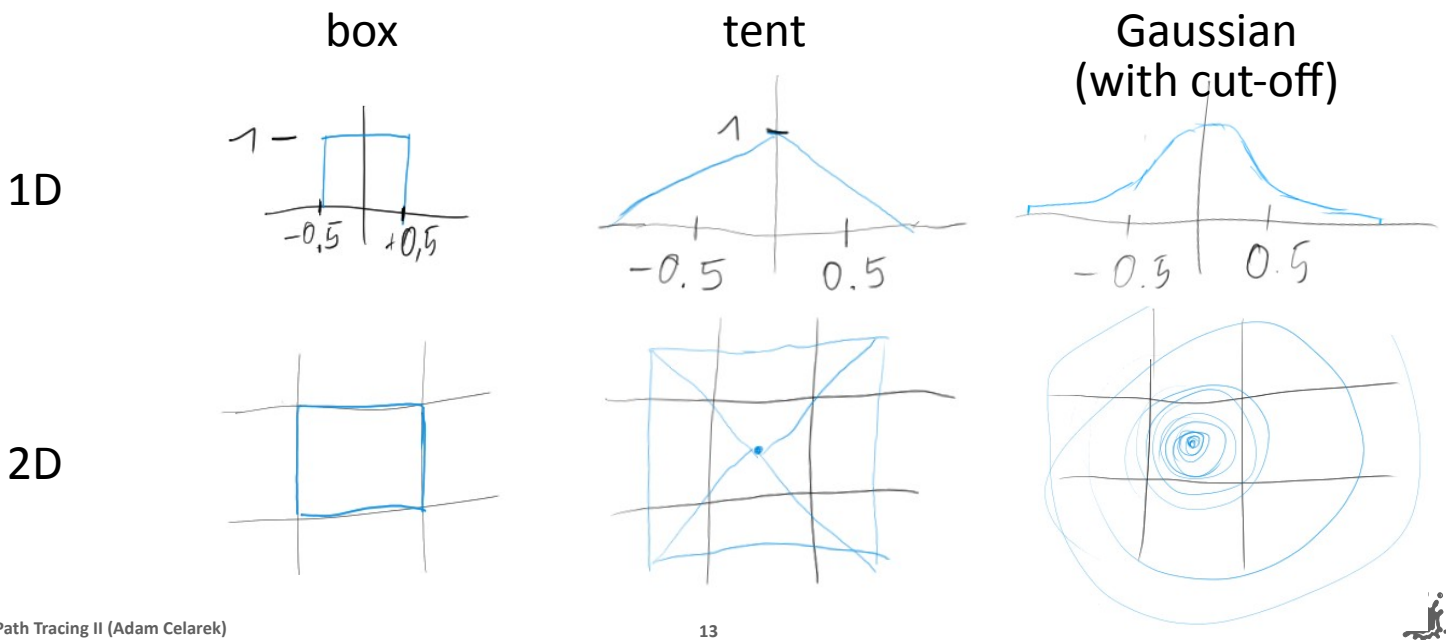 box
tent
Gaussian
(with cut-off)
1D
1
-0,5
+0,5
1
-0.5
0.5
-0.5
0.5
2D
Path Tracing II (Adam Celarek)
13